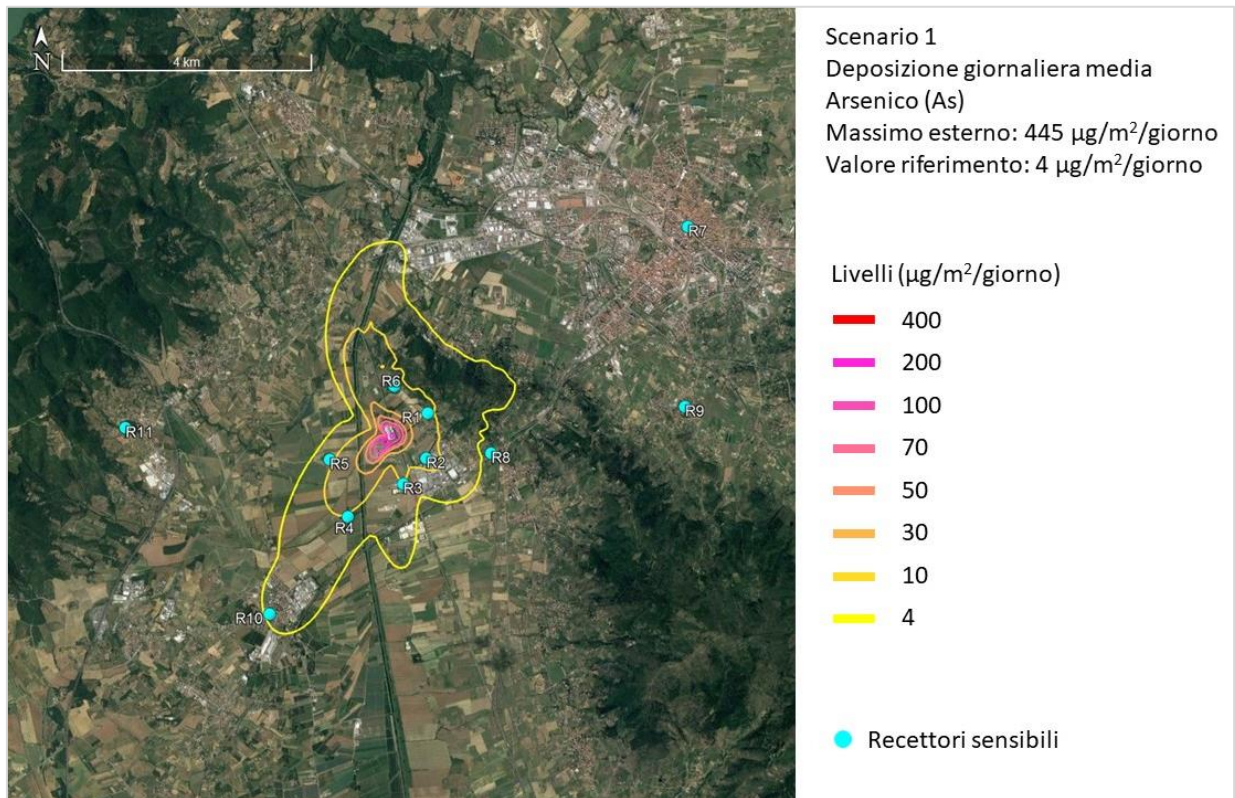 N
4 km
R7
R6
R1
R9
R11
R5
R2
R8
R3
R4
R10
Scenario 1
Deposizione giornaliera media
Arsenico (As)
Massimo esterno: 445 µg/m²/giorno
Valore riferimento: 4 µg/m²/giorno
Livelli (µg/m²/giorno)
400
200
100
70
50
30
10
4
Recettori sensibili